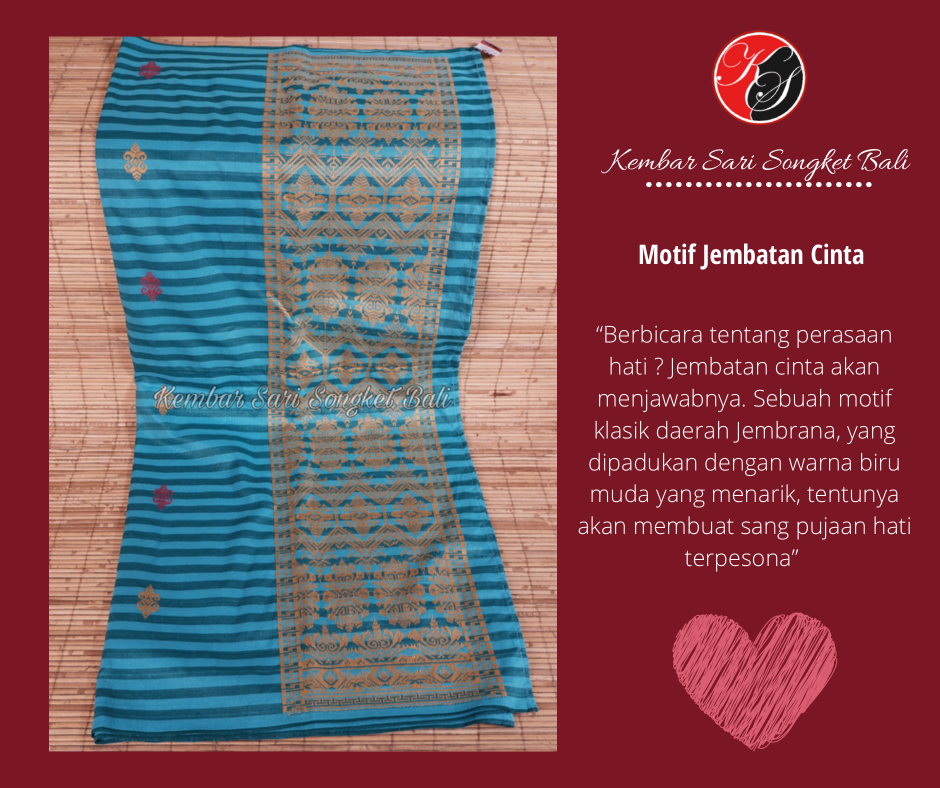 KS
Kembar Sari Songket Bali
Motif Jembatan Cinta
“Berbicara tentang perasaan
hati ? Jembatan cinta akan
menjawabnya. Sebuah motif
klasik daerah Jembrana, yang
dipadukan dengan warna biru
muda yang menarik, tentunya
akan membuat sang pujaan hati
terpesona”
Kembar Sari Songket Bali